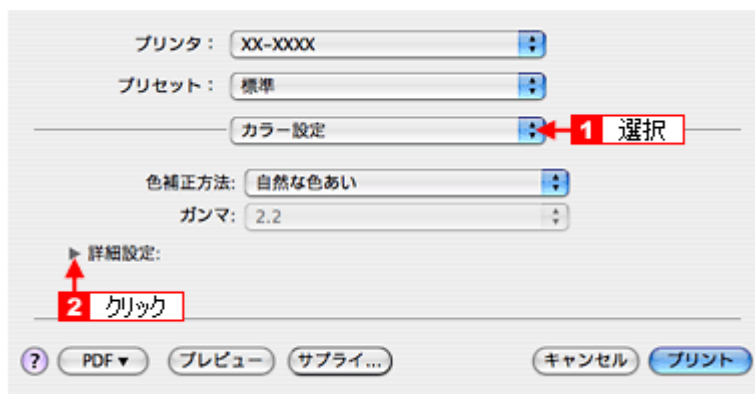 プリンタ： XX-XXXX
プリセット： 標準
カラー設定 1 選択
色補正方法: 自然な色あい
ガンマ: 2.2
▶ 詳細設定:
2 クリック
? PDF▼ プレビュー サプライ... キャンセル プリント